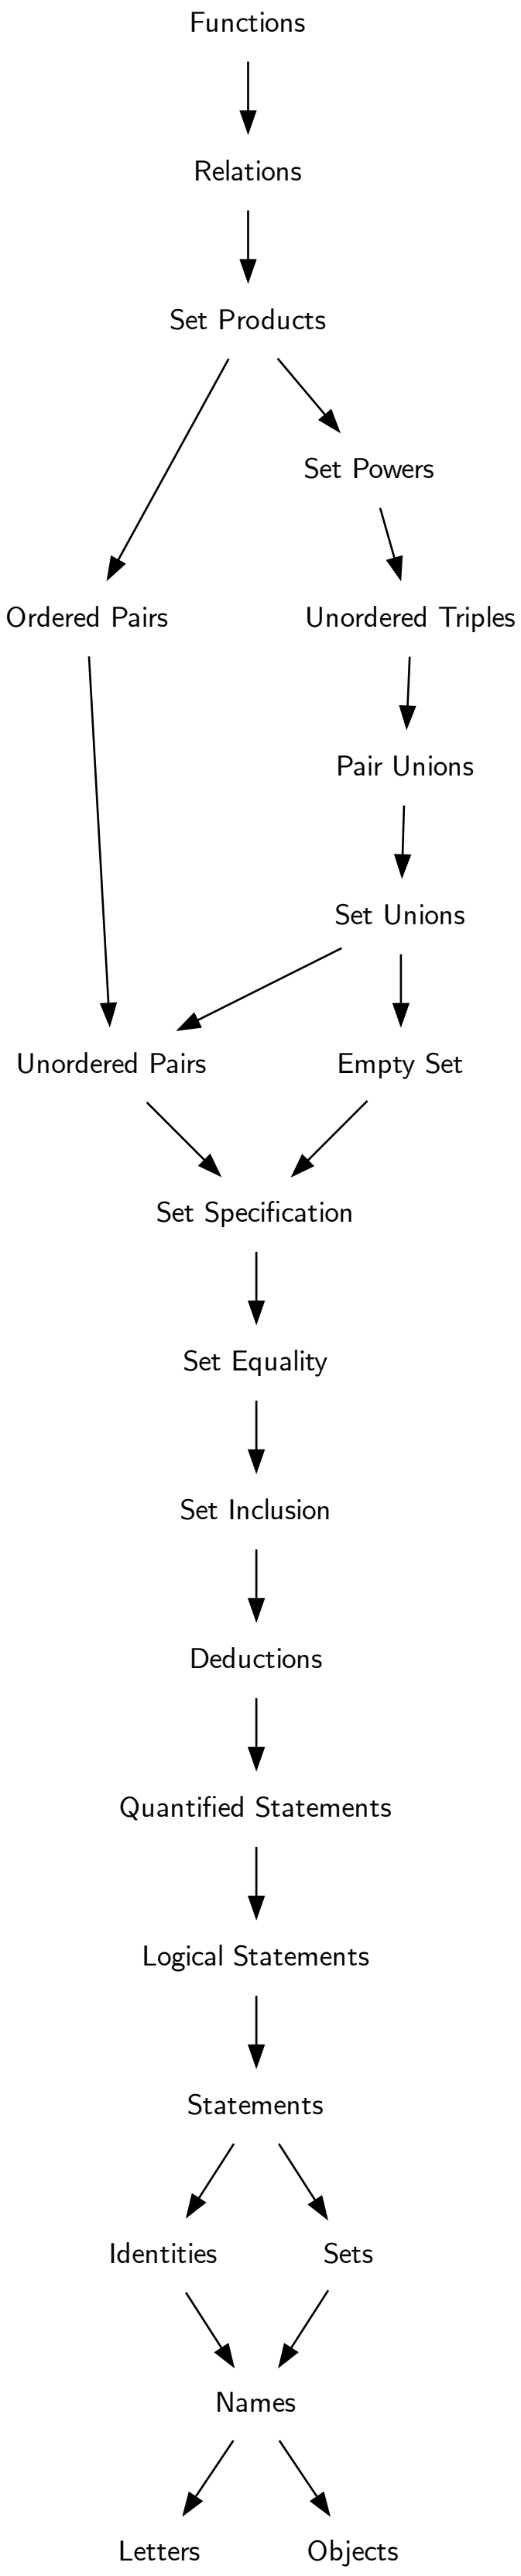 Functions
Relations
Set Products
Set Powers
Ordered Pairs
Unordered Triples
Pair Unions
Set Unions
Unordered Pairs
Empty Set
Set Specification
Set Equality
Set Inclusion
Deductions
Quantified Statements
Logical Statements
Statements
Identities
Sets
Names
Letters
Objects